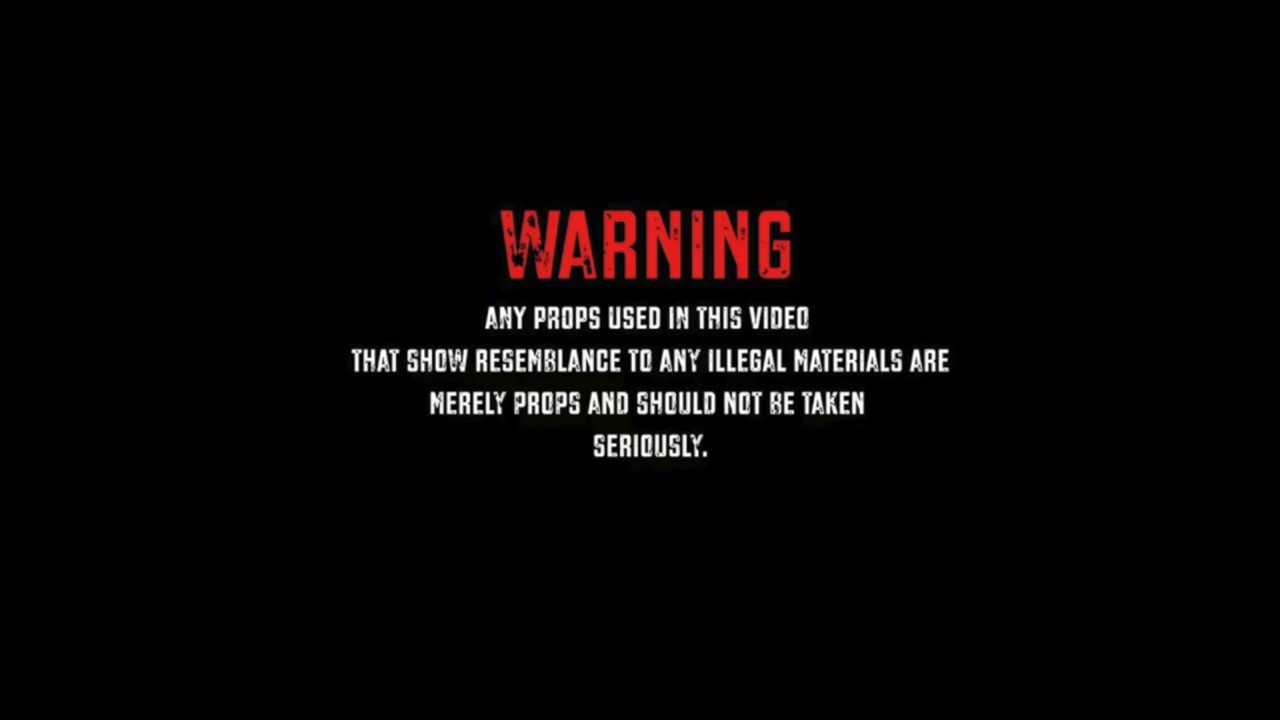 WARNING
ANY PROPS USED IN THIS VIDEO
THAT SHOW RESEMBLANCE TO ANY ILLEGAL MATERIALS ARE
MERELY PROPS AND SHOULD NOT BE TAKEN
SERIOUSLY.